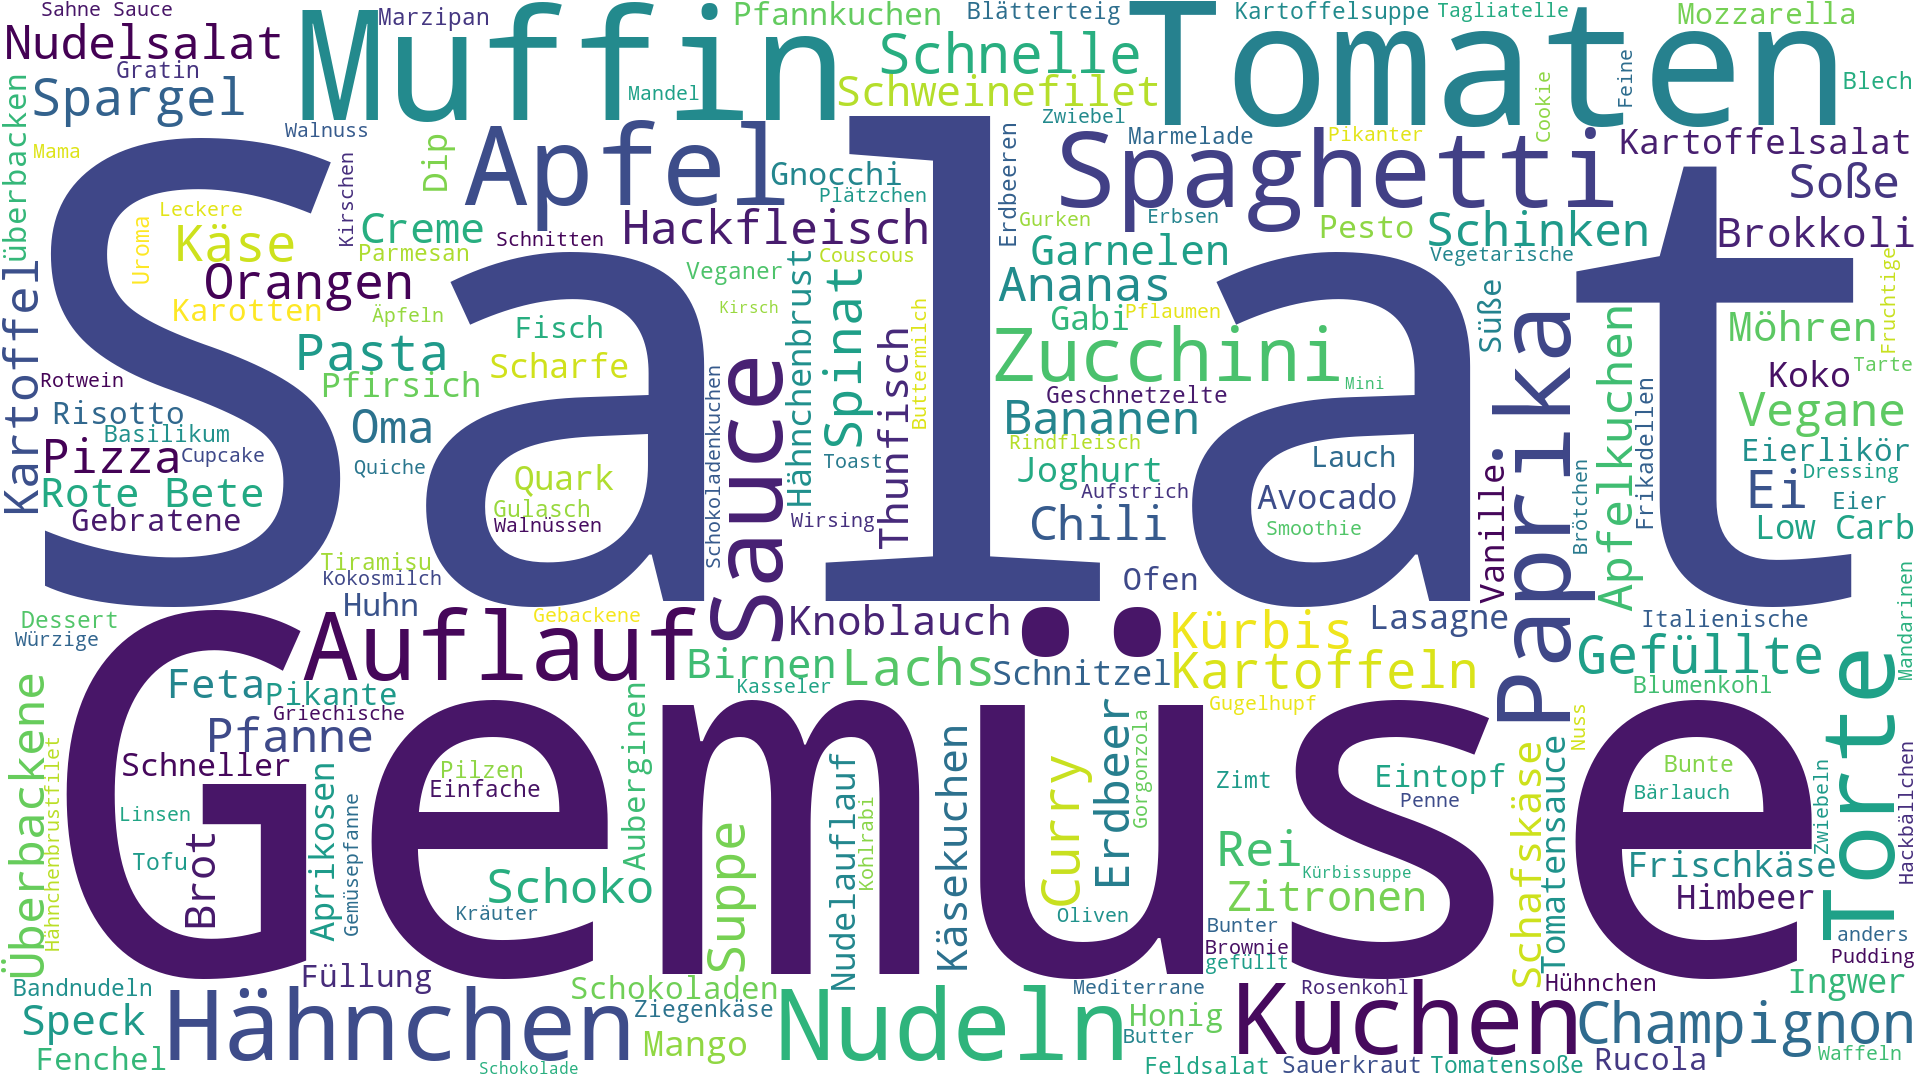 Sahne Sauce
Marzipan
Muffin
Pfannkuchen
Blätterteig
Tomaten
Kartoffelsuppe
Tagliatelle
Mozzarella
Nudelsalat
Schnelle
Gratin
Spargel
Mandel
Schweinefilet
Feine
Cookie
Blech
überbacken
Mama
Walnuss
Dip
Apfel
Zwiebel
Marmelade
Pikanter
Spaghetti
Kartoffelsalat
Kirschen
Gnocchi
Plätzchen
Erdbeeren
Soße
Salat
Leckere
Uroma
Käse
Creme
Schnitten
Hackfleisch
Gurken
Erbsen
Pesto
Schinken
Brokkoli
Parmesan
Veganer
Couscous
Garnelen
Vegetarische
Orangen
Karotten
Äpfeln
Kirsch
Hähnchenbrust
Spinat
Ananas
Gabi
Pflaumen
Süße
Fruchtige
Kartoffel
Fisch
Pasta
Scharfe
Thunfisch
Buttermilch
Zucchini
Mini
Paprika
Apfelkuchen
Möhren
Tarte
Rotwein
Pfirsich
Schokoladenkuchen
Sauce
Geschnetzelte
Koko
Frikadellen
Risotto
Oma
Bananen
Vegane
Basilikum
Pizza
Cupcake
Quiche
Toast
Rindfleisch
Lauch
Eierlikör
Rote Bete
Quark
Joghurt
Aufstrich
Avocado
Vanille
Brötchen
Dressing
Ei
Eier
Gebratene
Gulasch
Walnüssen
Wirsing
Chili
Smoothie
Low Carb
Tiramisu
Kokosmilch
Ofen
Dessert
Huhn
Gebackene
Knoblauch
Kürbis
Lasagne
Italienische
Mandarinen
Würzige
Auflauf
Birnen
Lachs
Schnitzel
Kartoffeln
Gefüllte
Feta
Pikante
Kasseler
Gugelhupf
Blumenkohl
Überbackene
Griechische
Gemüse
Pfanne
Auberginen
Erdbeer
Gorgonzola
Nuss
Torte
Hähnchenbrustfilet
Schneller
Pilzen
Einfache
Nudelauflauf
Käsekuchen
Curry
Zimt
Eintopf
Penne
Schafskäse
Tomatensauce
Bunte
Bärlauch
Zwiebeln
Hackbällchen
Linsen
Aprikosen
Gemüsepfanne
Kohlrabi
Tofu
Brot
Suppe
Rei
Kürbissuppe
Frischkäse
Schoko
Zitronen
Himbeer
Kräuter
Oliven
Bunter
Brownie
gefüllt
anders
Pudding
Füllung
Bandnudeln
Schokoladen
Mediterrane
Rosenkohl
Hühnchen
Ingwer
Speck
Hähnchen
Ziegenkäse
Nudeln
Honig
Kuchen
Champignon
Fenchel
Mango
Butter
Waffeln
Schokolade
Feldsalat
Sauerkraut
Tomatensoße
Rucola